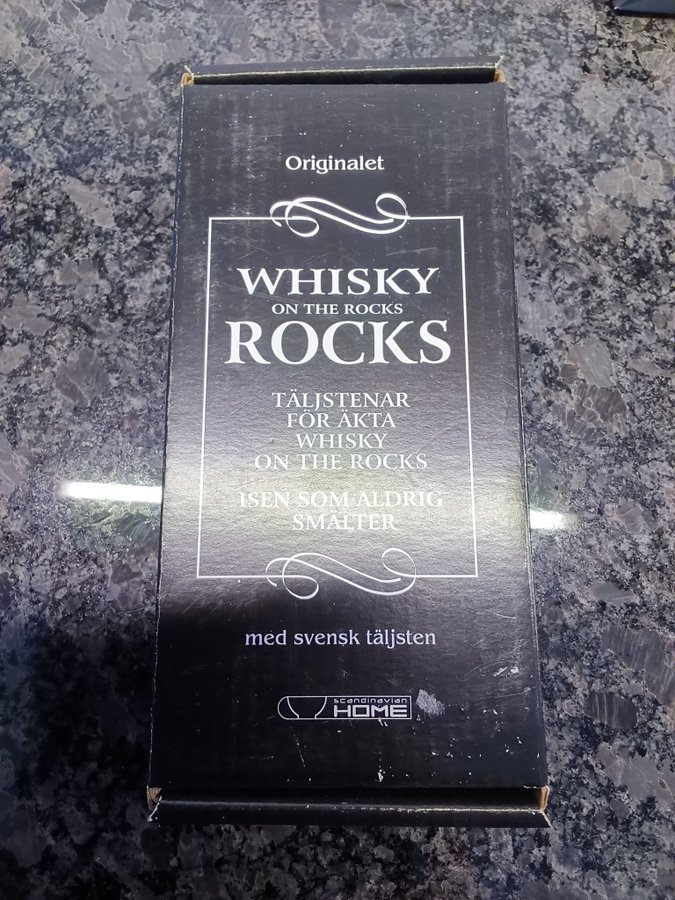 Originalet
WHISKY
ON THE ROCKS
ROCKS
TÄLJSTENAR
FÖR ÄKTA
WHISKY
ON THE ROCKS
ISEN SOM ALDRIG
SMÄLTER
med svensk täljsten
scandinavian
HOME